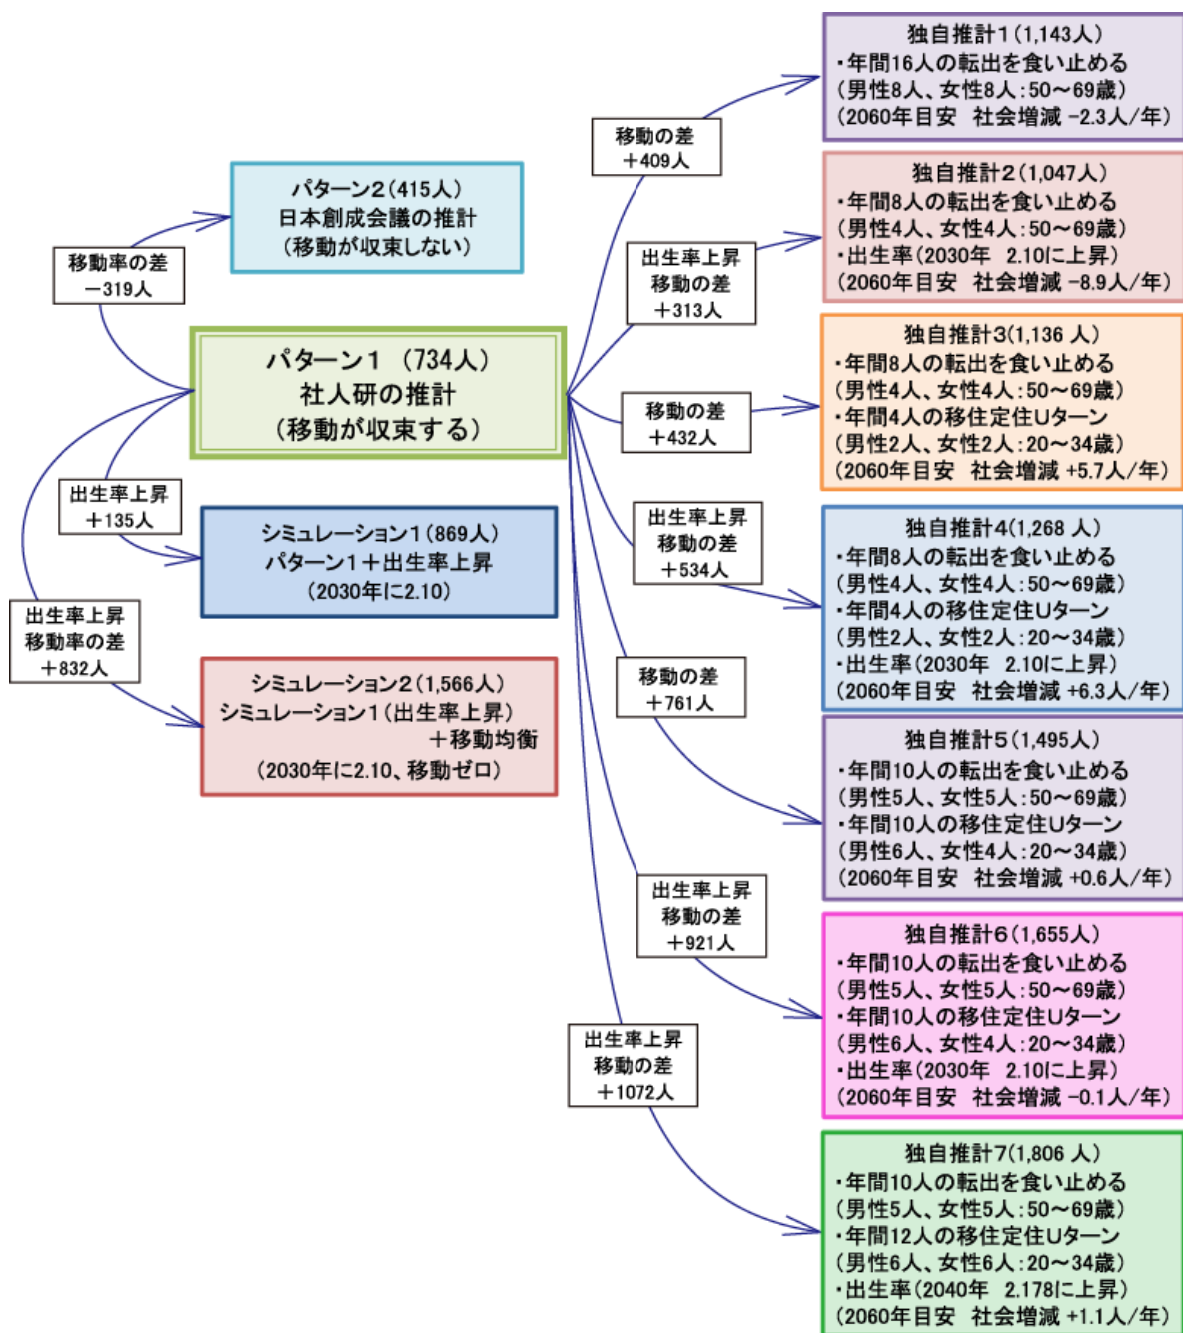 パターン2(415人)
日本創成会議の推計
(移動が収束しない)
移動率の差
－319人
パターン1 (734人)
社人研の推計
(移動が収束する)
出生率上昇
＋135人
シミュレーション1(869人)
パターン1＋出生率上昇
(2030年に2.10)
出生率上昇
移動率の差
＋832人
シミュレーション2(1,566人)
シミュレーション1(出生率上昇)
＋移動均衡
(2030年に2.10、移動ゼロ)
移動の差
＋409人
独自推計1(1,143人)
・年間16人の転出を食い止める
(男性8人、女性8人:50～69歳)
(2060年目安 社会増減 -2.3人/年)
出生率上昇
移動の差
＋313人
独自推計2(1,047人)
・年間8人の転出を食い止める
(男性4人、女性4人:50～69歳)
・出生率(2030年 2.10に上昇)
(2060年目安 社会増減 -8.9人/年)
移動の差
＋432人
独自推計3(1,136 人)
・年間8人の転出を食い止める
(男性4人、女性4人:50～69歳)
・年間4人の移住定住Uターン
(男性2人、女性2人:20～34歳)
(2060年目安 社会増減 +5.7人/年)
出生率上昇
移動の差
＋534人
独自推計4(1,268 人)
・年間8人の転出を食い止める
(男性4人、女性4人:50～69歳)
・年間4人の移住定住Uターン
(男性2人、女性2人:20～34歳)
・出生率(2030年 2.10に上昇)
(2060年目安 社会増減 +6.3人/年)
移動の差
＋761人
独自推計5(1,495人)
・年間10人の転出を食い止める
(男性5人、女性5人:50～69歳)
・年間10人の移住定住Uターン
(男性6人、女性4人:20～34歳)
(2060年目安 社会増減 +0.6人/年)
出生率上昇
移動の差
＋921人
独自推計6(1,655人)
・年間10人の転出を食い止める
(男性5人、女性5人:50～69歳)
・年間10人の移住定住Uターン
(男性6人、女性4人:20～34歳)
・出生率(2030年 2.10に上昇)
(2060年目安 社会増減 -0.1人/年)
出生率上昇
移動の差
＋1072人
独自推計7(1,806 人)
・年間10人の転出を食い止める
(男性5人、女性5人:50～69歳)
・年間12人の移住定住Uターン
(男性6人、女性6人:20～34歳)
・出生率(2040年 2.178に上昇)
(2060年目安 社会増減 +1.1人/年)